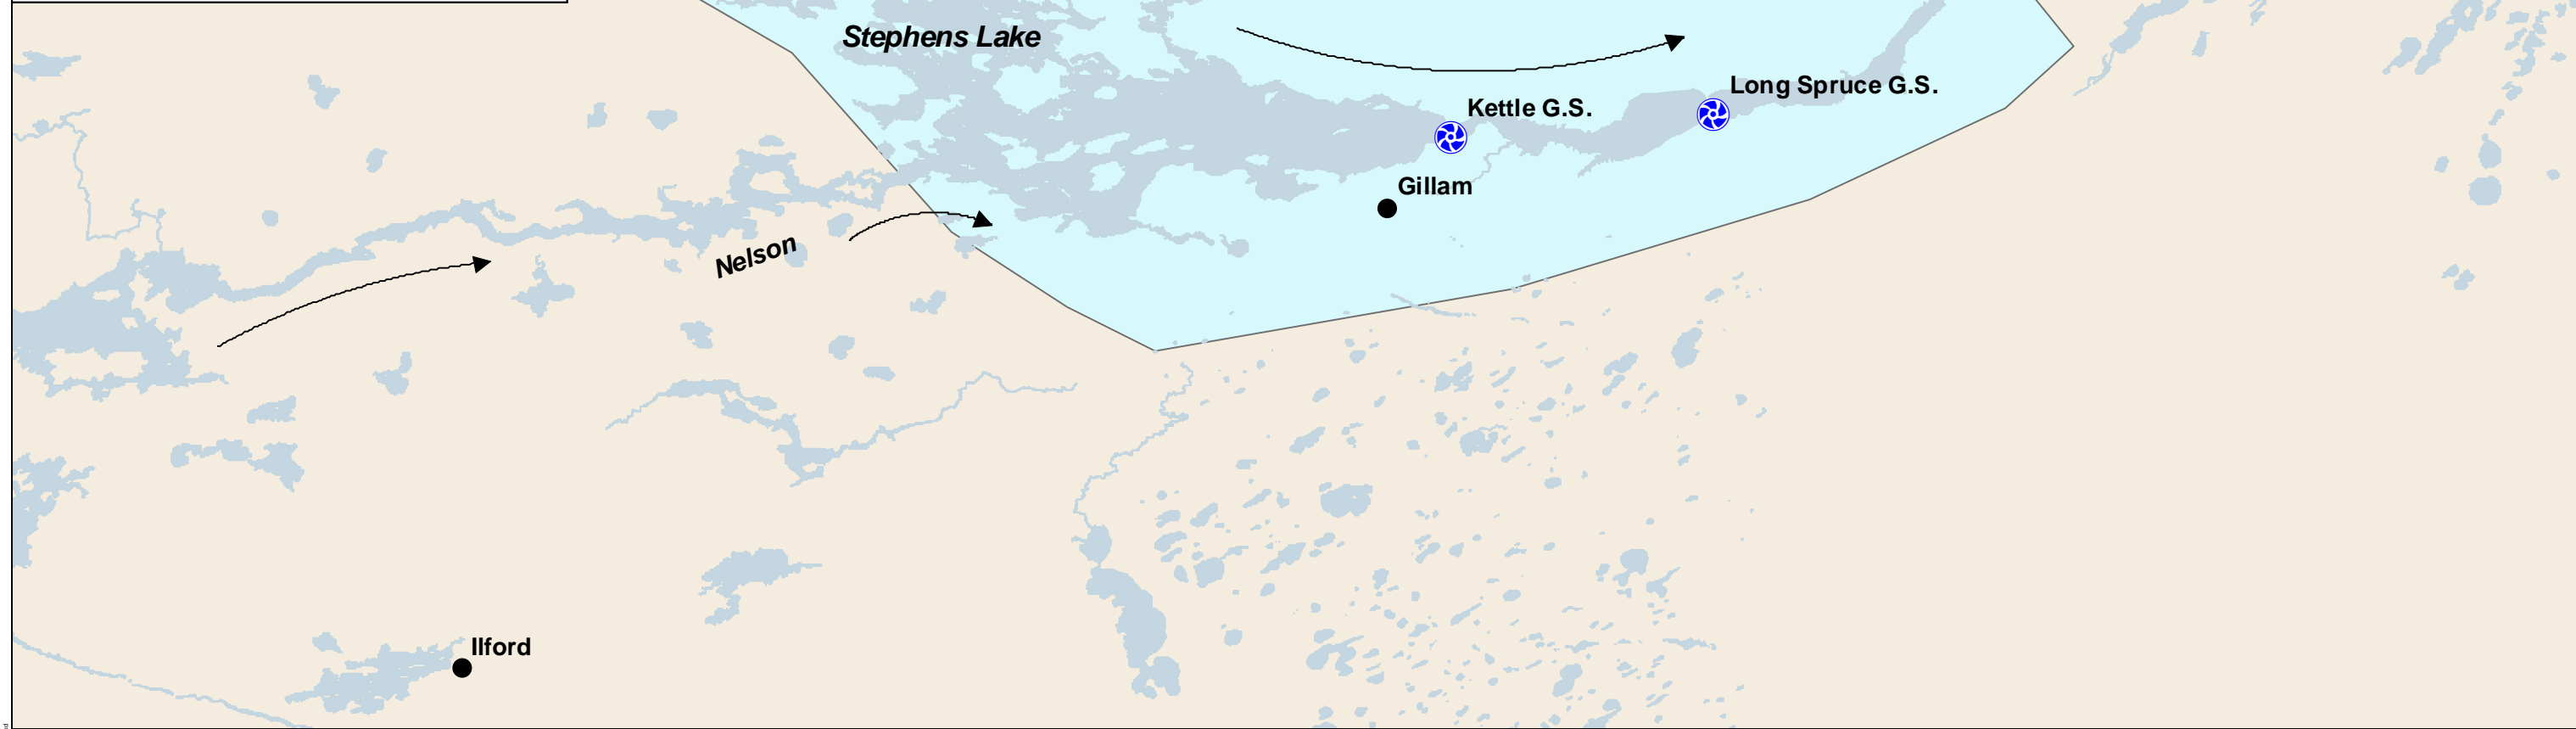 Stephens Lake
Long Spruce G.S.
Kettle G.S.
Gillam
Nelson
Ilford